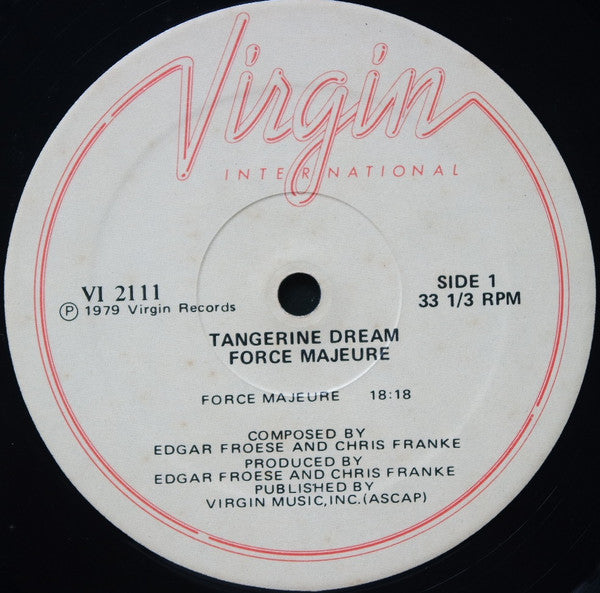 Virgin
INTERNATIONAL
VI 2111
Ⓟ 1979 Virgin Records
SIDE 1
33 1/3 RPM
TANGERINE DREAM
FORCE MAJEURE
FORCE MAJEURE 18:18
COMPOSED BY
EDGAR FROESE AND CHRIS FRANKE
PRODUCED BY
EDGAR FROESE AND CHRIS FRANKE
PUBLISHED BY
VIRGIN MUSIC,INC.(ASCAP)